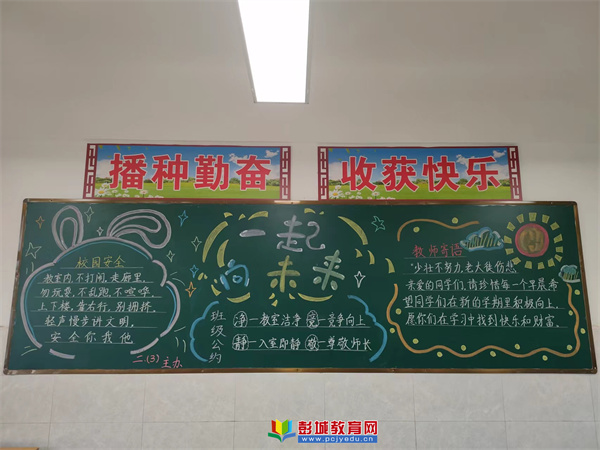 播种勤奋
收获快乐
校园安全
教室内，不打闹，走廊里，
勿玩耍，不乱跑，不喧哗，
上下楼，靠右行，别拥挤，
轻声慢步讲文明，
安全你我他
二.(3)主办
一起
向未来
班级公约
净—教室洁净 竞—竞争向上
静—入室即静 敬—尊敬师长
教师寄语
"少壮不努力，老大徒伤悲"
亲爱的同学们，请珍惜每一寸光景希
望同学们在新的学期里积极向上，
愿你们在学习中找到快乐和财富。
彭城教育网
www.pcjyedu.cn